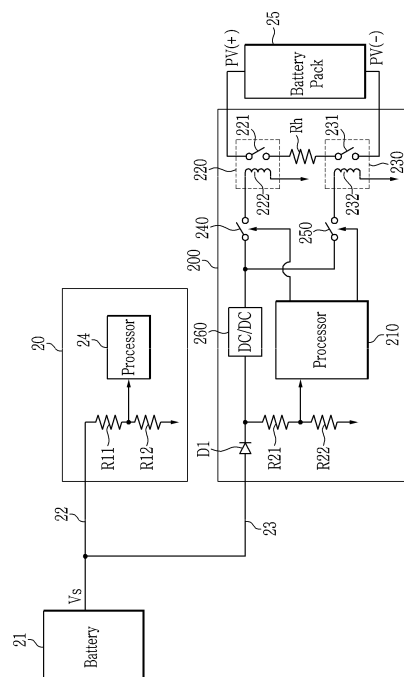 21
Battery
Vs
22
23
20
24
Processor
R11
R12
200
D1
R21
R22
260
DC/DC
Processor
210
240
250
220
221
222
Rh
231
232
230
PV(+)
PV(-)
25
Battery
Pack